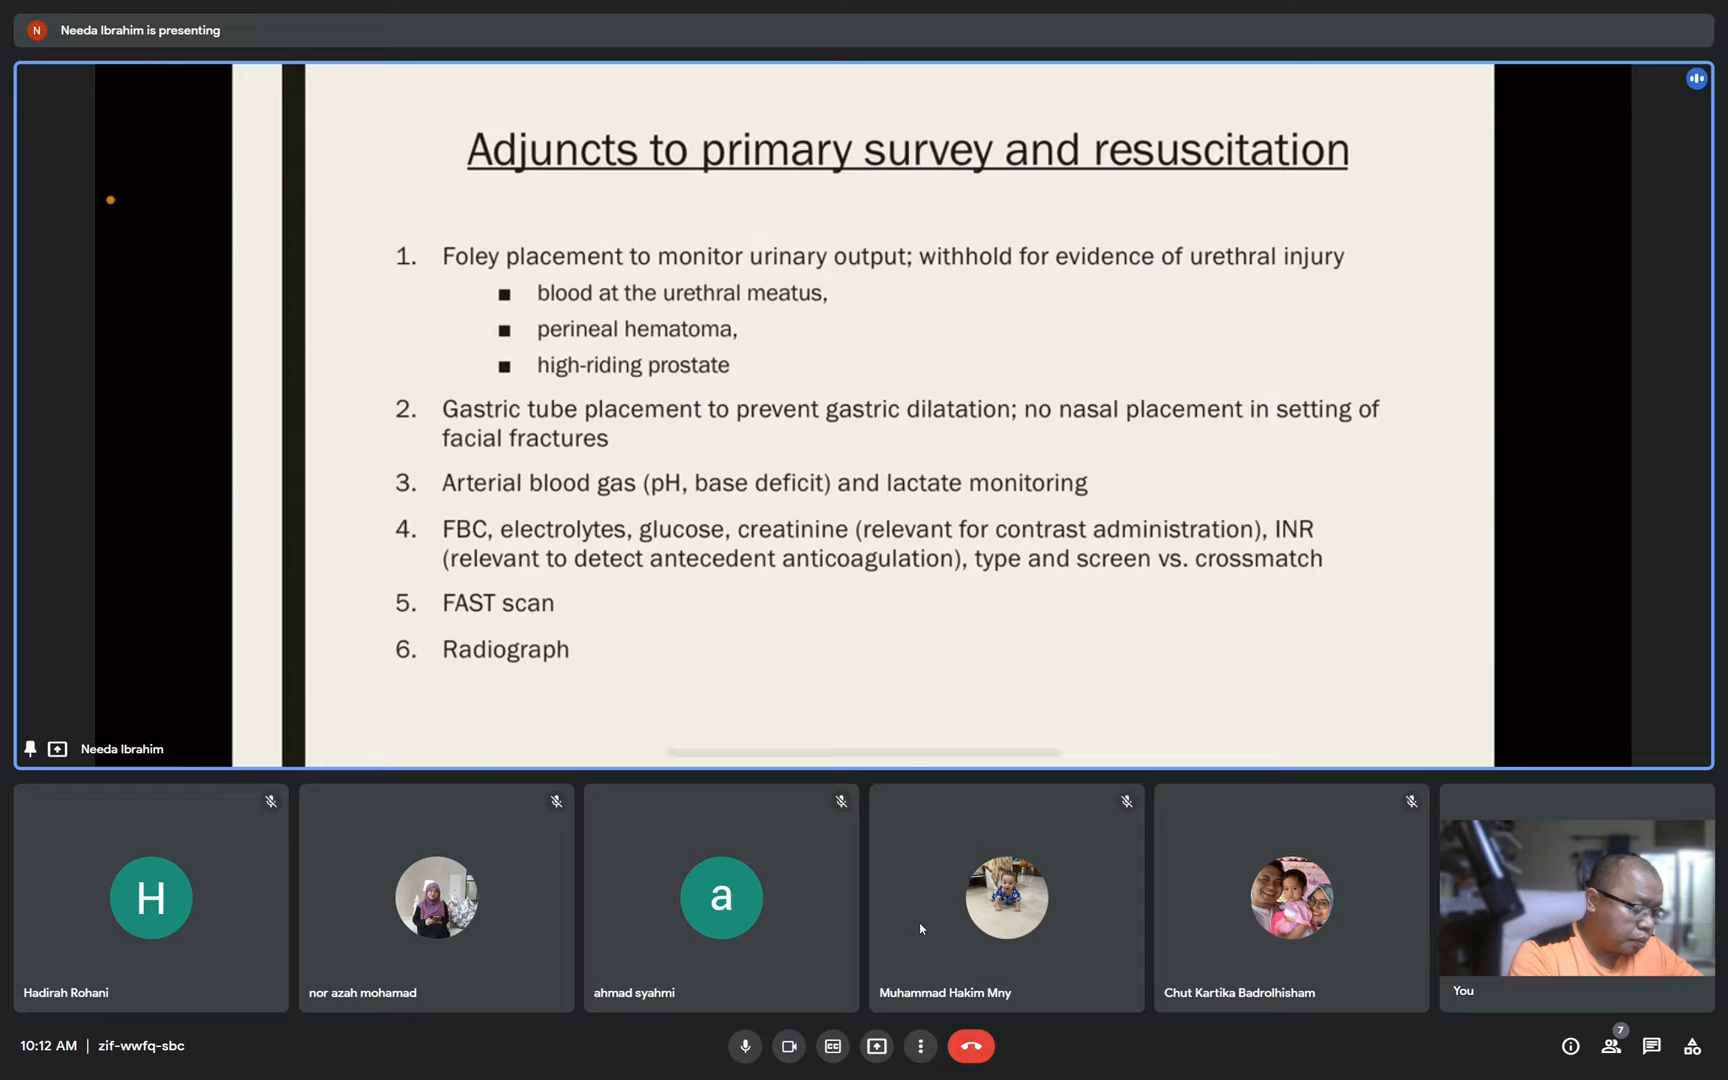 N
Needa Ibrahim is presenting
Adjuncts to primary survey and resuscitation
1. Foley placement to monitor urinary output; withhold for evidence of urethral injury
■ blood at the urethral meatus,
■ perineal hematoma,
■ high-riding prostate
2. Gastric tube placement to prevent gastric dilatation; no nasal placement in setting of
facial fractures
3. Arterial blood gas (pH, base deficit) and lactate monitoring
4. FBC, electrolytes, glucose, creatinine (relevant for contrast administration), INR
(relevant to detect antecedent anticoagulation), type and screen vs. crossmatch
5. FAST scan
6. Radiograph
Needa Ibrahim
H
a
Hadirah Rohani
nor azah mohamad
ahmad syahmi
Muhammad Hakim Mny
Chut Kartika Badrolhisham
You
10:12 AM | zif-wwfq-sbc
CC
7